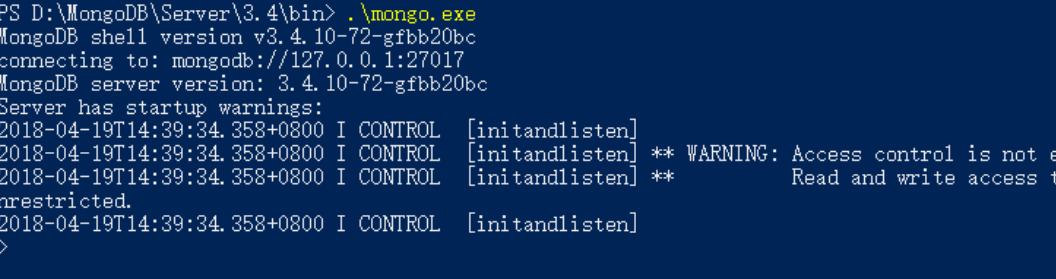 PS D:\MongoDB\Server\3.4\bin> .\mongo.exe
MongoDB shell version v3.4.10-72-gfbb20bc
connecting to: mongodb://127.0.0.1:27017
MongoDB server version: 3.4.10-72-gfbb20bc
Server has startup warnings:
2018-04-19T14:39:34.358+0800 I CONTROL  [initandlisten]
2018-04-19T14:39:34.358+0800 I CONTROL  [initandlisten] ** WARNING: Access control is not e
2018-04-19T14:39:34.358+0800 I CONTROL  [initandlisten] **          Read and write access t
nrestricted.
2018-04-19T14:39:34.358+0800 I CONTROL  [initandlisten]
>